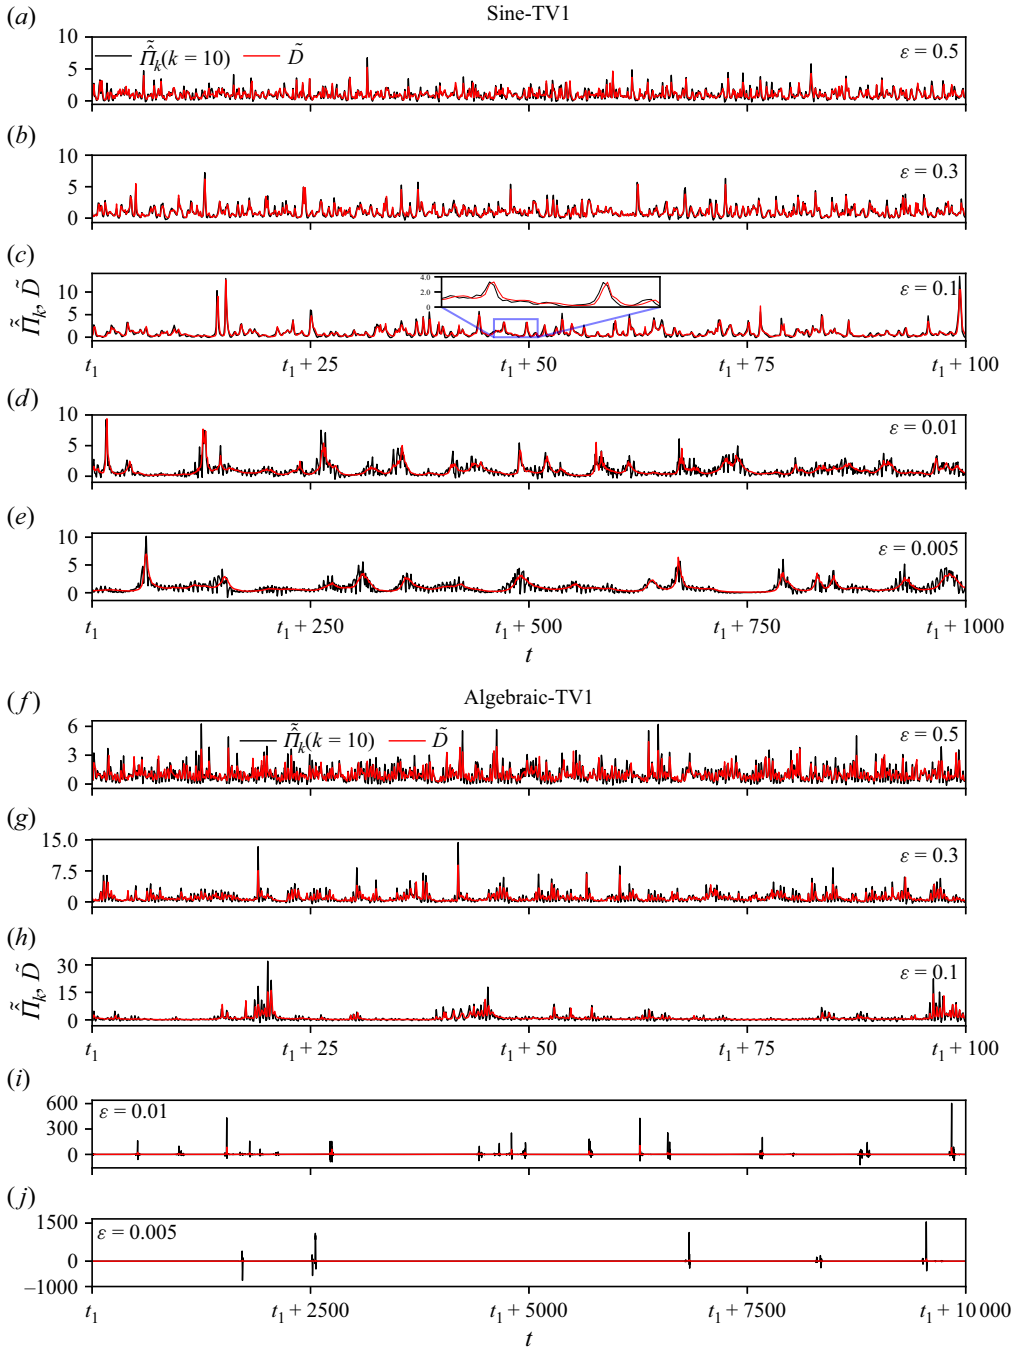 (a) Sine-TV1
10 Π̂̃ₖ(k = 10) D̃ ε = 0.5
5
0
(b)
10 ε = 0.3
5
0
(c)
4.0
2.0
0
10 ε = 0.1
5
0
Π̂̃ₖ, D̃
t₁ t₁ + 25 t₁ + 50 t₁ + 75 t₁ + 100
(d)
10 ε = 0.01
5
0
(e)
10 ε = 0.005
5
0
t₁ t₁ + 250 t₁ + 500 t₁ + 750 t₁ + 1000
t
(f) Algebraic-TV1
6 Π̂̃ₖ(k = 10) D̃ ε = 0.5
3
0
(g)
15.0 ε = 0.3
7.5
0
(h)
30 ε = 0.1
15
0
Π̂̃ₖ, D̃
t₁ t₁ + 25 t₁ + 50 t₁ + 75 t₁ + 100
(i)
600 ε = 0.01
300
0
(j)
1500 ε = 0.005
0
−1000
t₁ t₁ + 2500 t₁ + 5000 t₁ + 7500 t₁ + 10 000
t